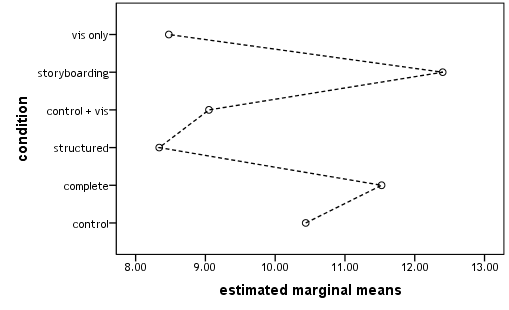 vis only
storyboarding
control + vis
structured
complete
control
condition
8.00 9.00 10.00 11.00 12.00 13.00
estimated marginal means